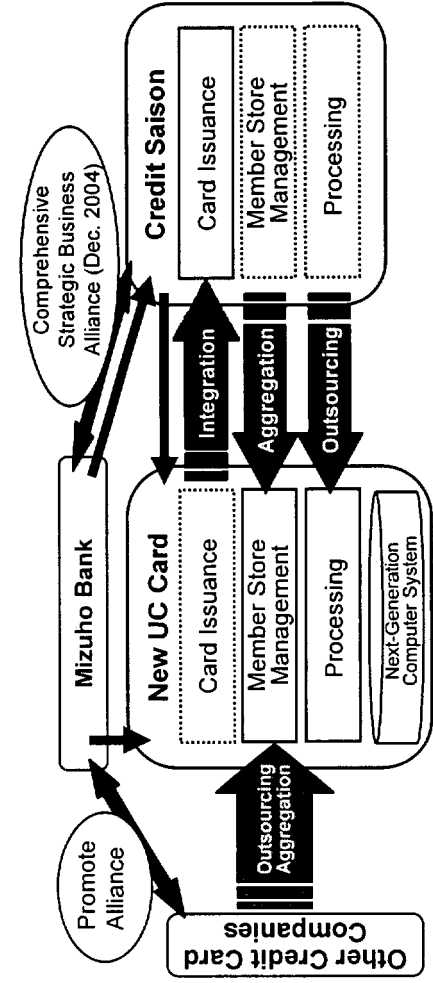 Comprehensive
Strategic Business
Alliance (Dec. 2004)
Promote
Alliance
Mizuho Bank
New UC Card
Card Issuance
Member Store
Management
Processing
Next-Generation
Computer System
Credit Saison
Card Issuance
Member Store
Management
Processing
Integration
Aggregation
Outsourcing
Outsourcing
Aggregation
Other Credit Card
Companies